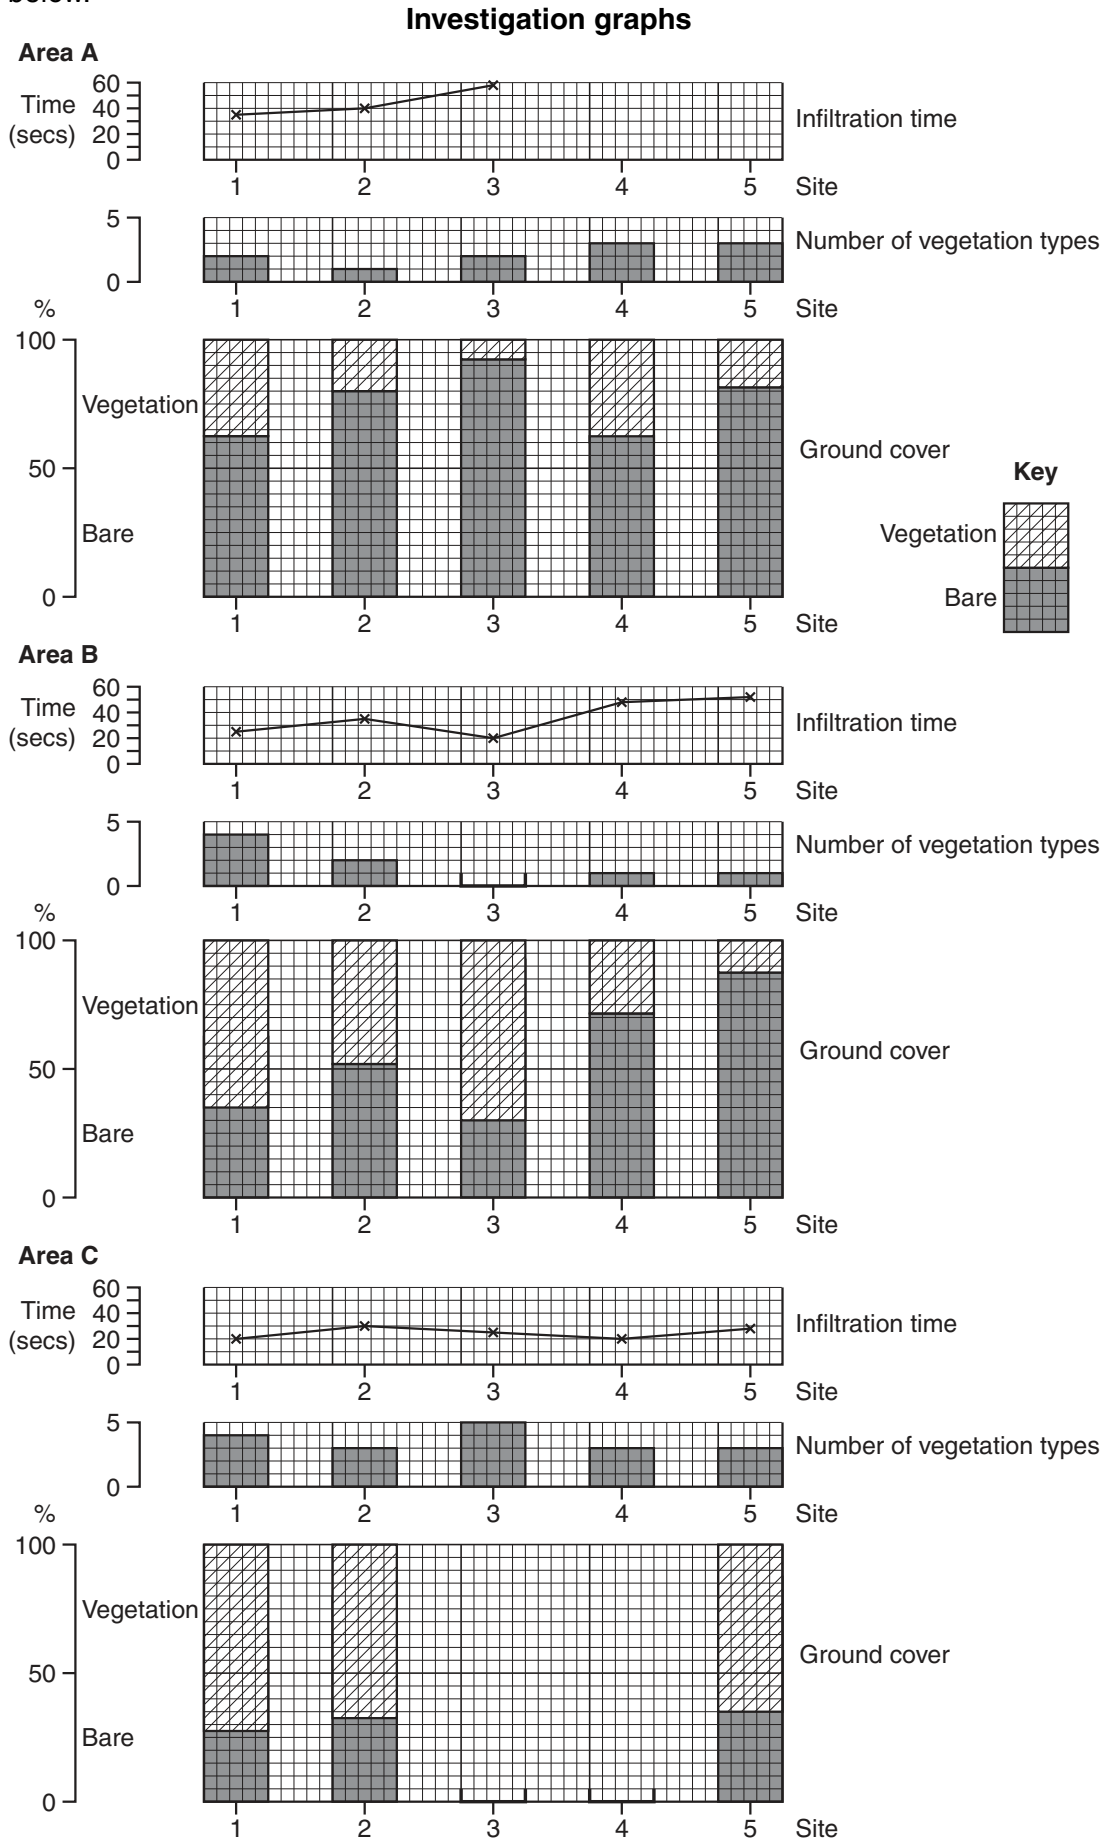 Investigation graphs
Area A
Time
(secs)
60
40
20
0
Infiltration time
1 2 3 4 5 Site
5
0
Number of vegetation types
1 2 3 4 5 Site
%
100
Vegetation
50
Bare
0
Ground cover
Key
Vegetation
Bare
1 2 3 4 5 Site
Area B
Time
(secs)
60
40
20
0
Infiltration time
1 2 3 4 5 Site
5
0
Number of vegetation types
1 2 3 4 5 Site
%
100
Vegetation
50
Bare
0
Ground cover
1 2 3 4 5 Site
Area C
Time
(secs)
60
40
20
0
Infiltration time
1 2 3 4 5 Site
5
0
Number of vegetation types
1 2 3 4 5 Site
%
100
Vegetation
50
Bare
0
Ground cover
1 2 3 4 5 Site